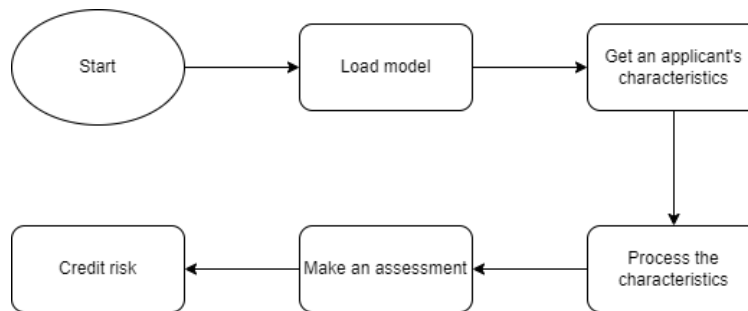 Start
Load model
Get an applicant's
characteristics
Process the
characteristics
Make an assessment
Credit risk